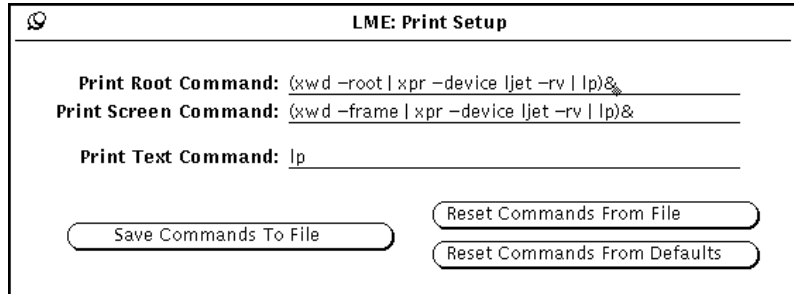 LME: Print Setup
Print Root Command: (xwd –root | xpr –device ljet –rv | lp)&
Print Screen Command: (xwd –frame | xpr –device ljet –rv | lp)&
Print Text Command: lp
Reset Commands From File
Save Commands To File
Reset Commands From Defaults